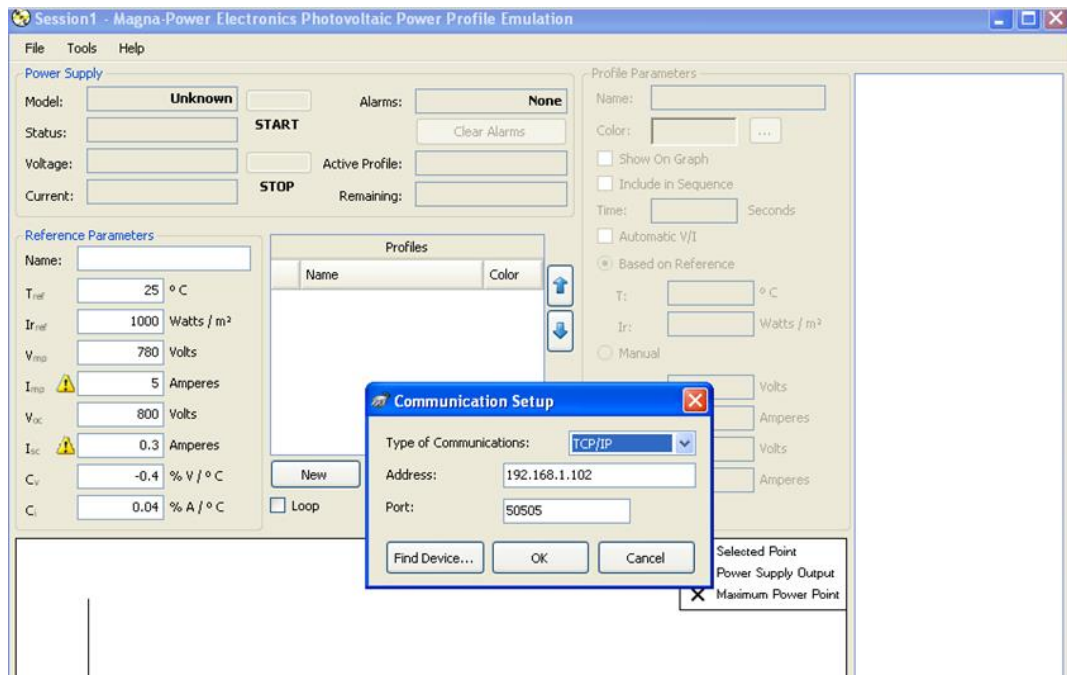 Session1 - Magna-Power Electronics Photovoltaic Power Profile Emulation
File Tools Help
Power Supply
Model: Unknown
Status:
Voltage:
Current:
START
STOP
Alarms: None
Clear Alarms
Active Profile:
Remaining:
Reference Parameters
Name:
Tref 25 º C
Irref 1000 Watts / m²
Vmp 780 Volts
Imp 5 Amperes
Voc 800 Volts
Isc 0.3 Amperes
Cv -0.4 % V / º C
Ci 0.04 % A / º C
Profiles
Name Color
New
Loop
Profile Parameters
Name:
Color: ...
Show On Graph
Include in Sequence
Time: Seconds
Automatic V/I
Based on Reference
T: º C
Ir: Watts / m²
Manual
Volts
Amperes
Volts
Amperes
Communication Setup
Type of Communications: TCP/IP
Address: 192.168.1.102
Port: 50505
Find Device... OK Cancel
Selected Point
Power Supply Output
Maximum Power Point